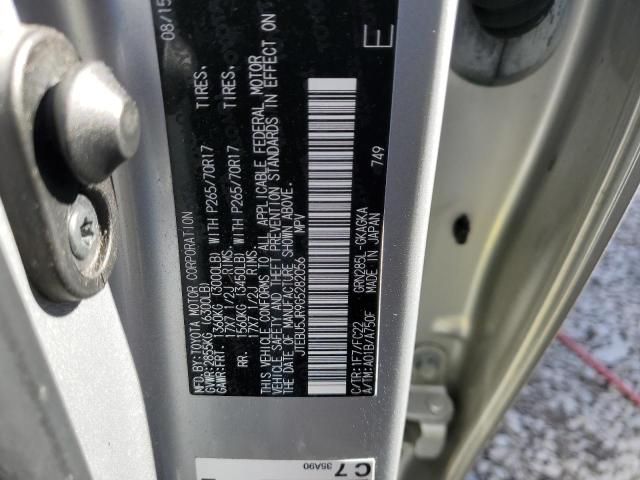 MFD.BY:TOYOTA MOTOR CORPORATION 08/15
GVWR:2855KG (6300LB)
GAWR:FRT. 1360KG (3000LB) WITH P265/70R17 TIRES,
17X7 1/2J RIMS,
RR. 1560KG (3450LB) WITH P265/70R17 TIRES,
17X7 1/2J RIMS,
THIS VEHICLE CONFORMS TO ALL APPLICABLE FEDERAL MOTOR
VEHICLE SAFETY AND THEFT PREVENTION STANDARDS IN EFFECT ON
THE DATE OF MANUFACTURE SHOWN ABOVE.
JTEBU5JR9G5282056 MPV
E
C/TR:1F7/FC22 GRN285L-GKAGKA
A/TM:A01B/A750F MADE IN JAPAN
749
C7
35A90